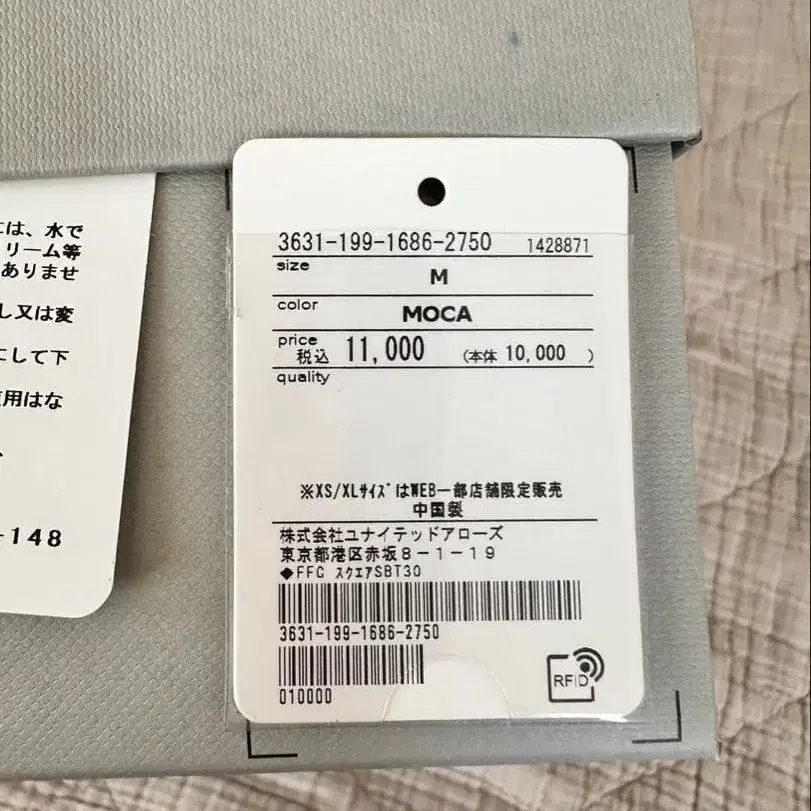 には、水で
リーム等
ありませ
し又は変
にして下
用はな
-148
3631-199-1686-2750 1428871
size
M
color
MOCA
price
税込 11,000 (本体 10,000 )
quality
※XS/XLｻｲｽﾞはWEB一部店舗限定販売
中国製
株式会社ユナイテッドアローズ
東京都港区赤坂8-1-19
◆FFC ｽｸｴｱSBT30
3631-199-1686-2750
010000
RFID